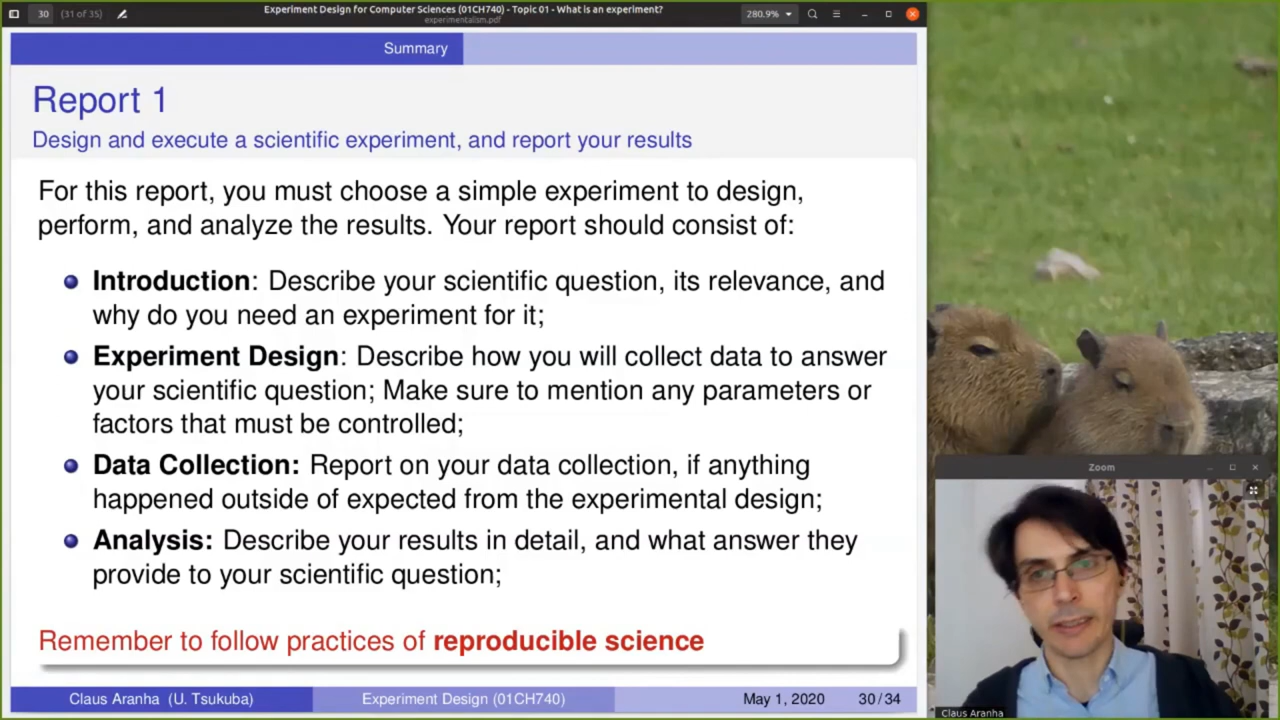 30
(31 of 35)
Experiment Design for Computer Sciences (01CH740) - Topic 01 - What is an experiment?
experimentalism.pdf
280.9%
Summary
Report 1
Design and execute a scientific experiment, and report your results
For this report, you must choose a simple experiment to design,
perform, and analyze the results. Your report should consist of:
Introduction: Describe your scientific question, its relevance, and
why do you need an experiment for it;
Experiment Design: Describe how you will collect data to answer
your scientific question; Make sure to mention any parameters or
factors that must be controlled;
Data Collection: Report on your data collection, if anything
happened outside of expected from the experimental design;
Analysis: Describe your results in detail, and what answer they
provide to your scientific question;
Remember to follow practices of reproducible science
Claus Aranha (U. Tsukuba)
Experiment Design (01CH740)
May 1, 2020
30/34
Zoom
Claus Aranha